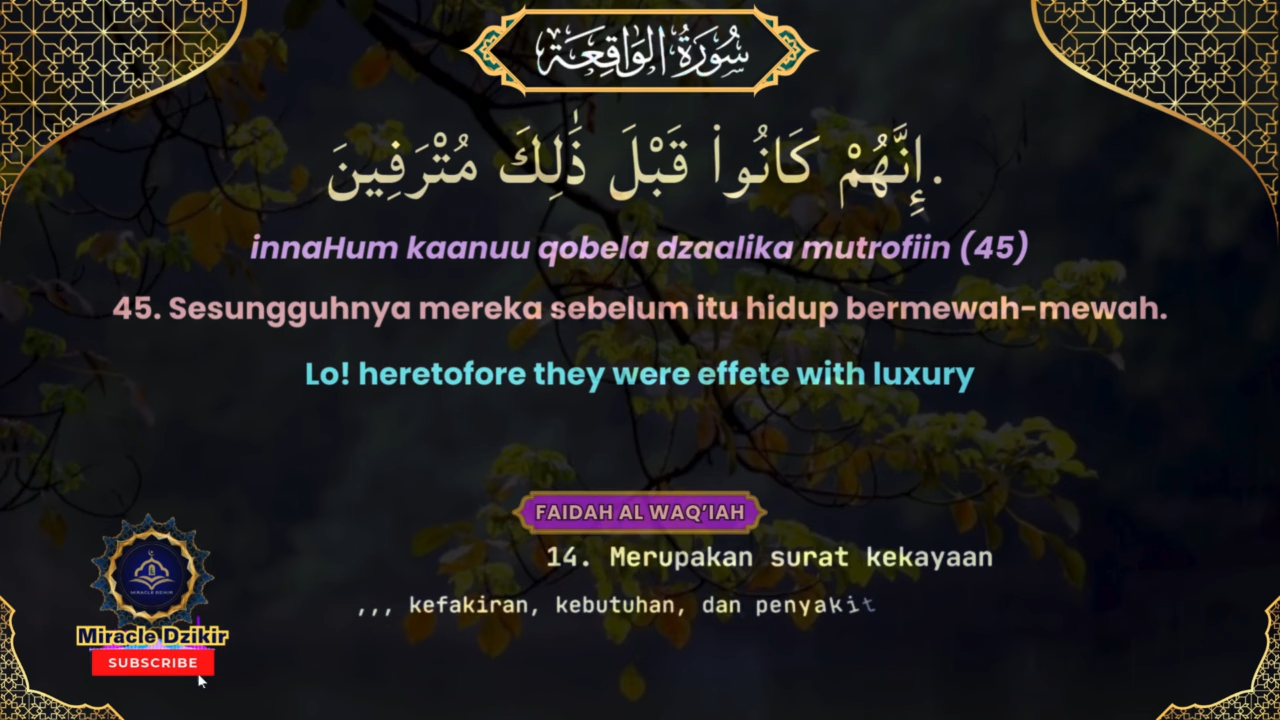 سُورَةُ الوَاقِعَة
إِنَّهُمْ كَانُوا۟ قَبْلَ ذَٰلِكَ مُتْرَفِينَ.
innaHum kaanuu qobela dzaalika mutrofiin (45)
45. Sesungguhnya mereka sebelum itu hidup bermewah-mewah.
Lo! heretofore they were effete with luxury
FAIDAH AL WAQ’IAH
14. Merupakan surat kekayaan
,,, kefakiran, kebutuhan, dan penyakit
MIRACLE DZIKIR
Miracle Dzikir
SUBSCRIBE